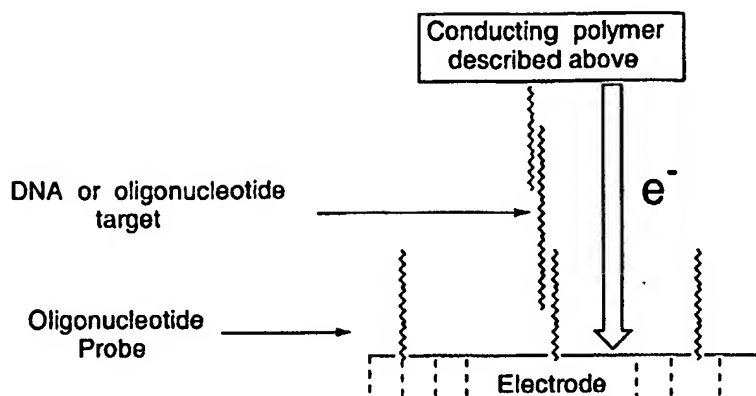 Conducting polymer
described above
DNA or oligonucleotide
target
e-
Oligonucleotide
Probe
Electrode